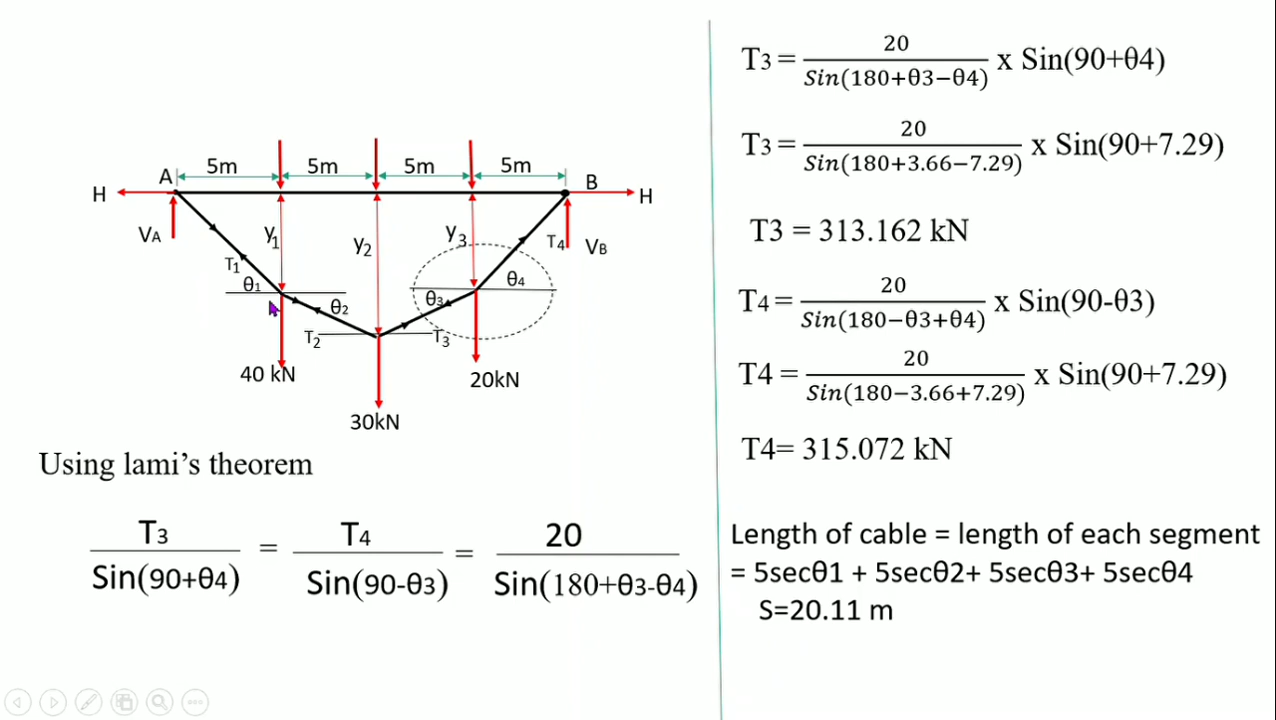 5m 5m 5m 5m
A B
H H
VA y1 y2 y3 T4 VB
T1
θ1 θ2 θ3 θ4
T2 T3
40 kN 20kN
30kN
Using lami’s theorem
T3/Sin(90+θ4) = T4/Sin(90-θ3) = 20/Sin(180+θ3-θ4)
T3 = 20/Sin(180+θ3−θ4) x Sin(90+θ4)
T3 = 20/Sin(180+3.66−7.29) x Sin(90+7.29)
T3 = 313.162 kN
T4 = 20/Sin(180−θ3+θ4) x Sin(90-θ3)
T4 = 20/Sin(180−3.66+7.29) x Sin(90+7.29)
T4= 315.072 kN
Length of cable = length of each segment
= 5secθ1 + 5secθ2+ 5secθ3+ 5secθ4
S=20.11 m